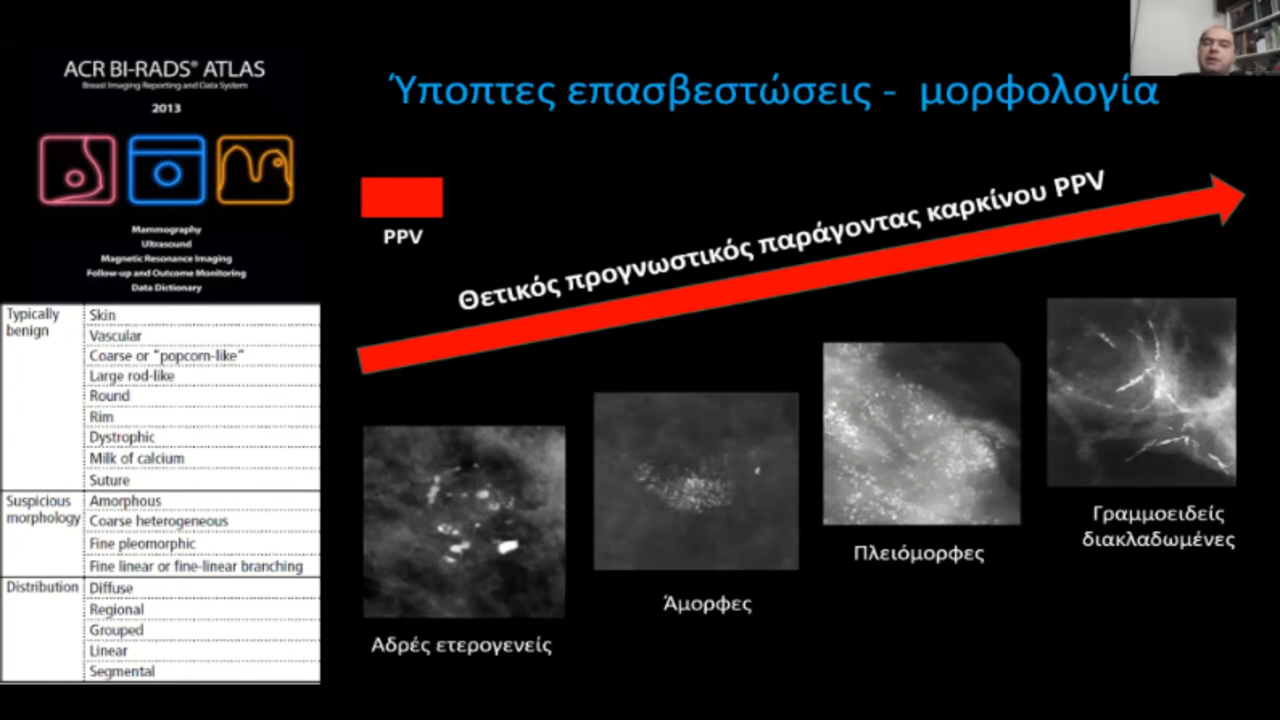 ACR BI-RADS® ATLAS
Breast Imaging Reporting and Data System
2013
Mammography
Ultrasound
Magnetic Resonance Imaging
Follow-up and Outcome Monitoring
Data Dictionary
Typically benign
Skin
Vascular
Coarse or "popcorn-like"
Large rod-like
Round
Rim
Dystrophic
Milk of calcium
Suture
Suspicious morphology
Amorphous
Coarse heterogeneous
Fine pleomorphic
Fine linear or fine-linear branching
Distribution
Diffuse
Regional
Grouped
Linear
Segmental
Ύποπτες επασβεστώσεις - μορφολογία
PPV
Θετικός προγνωστικός παράγοντας καρκίνου PPV
Αδρές ετερογενείς
Άμορφες
Πλειόμορφες
Γραμμοειδείς
διακλαδωμένες